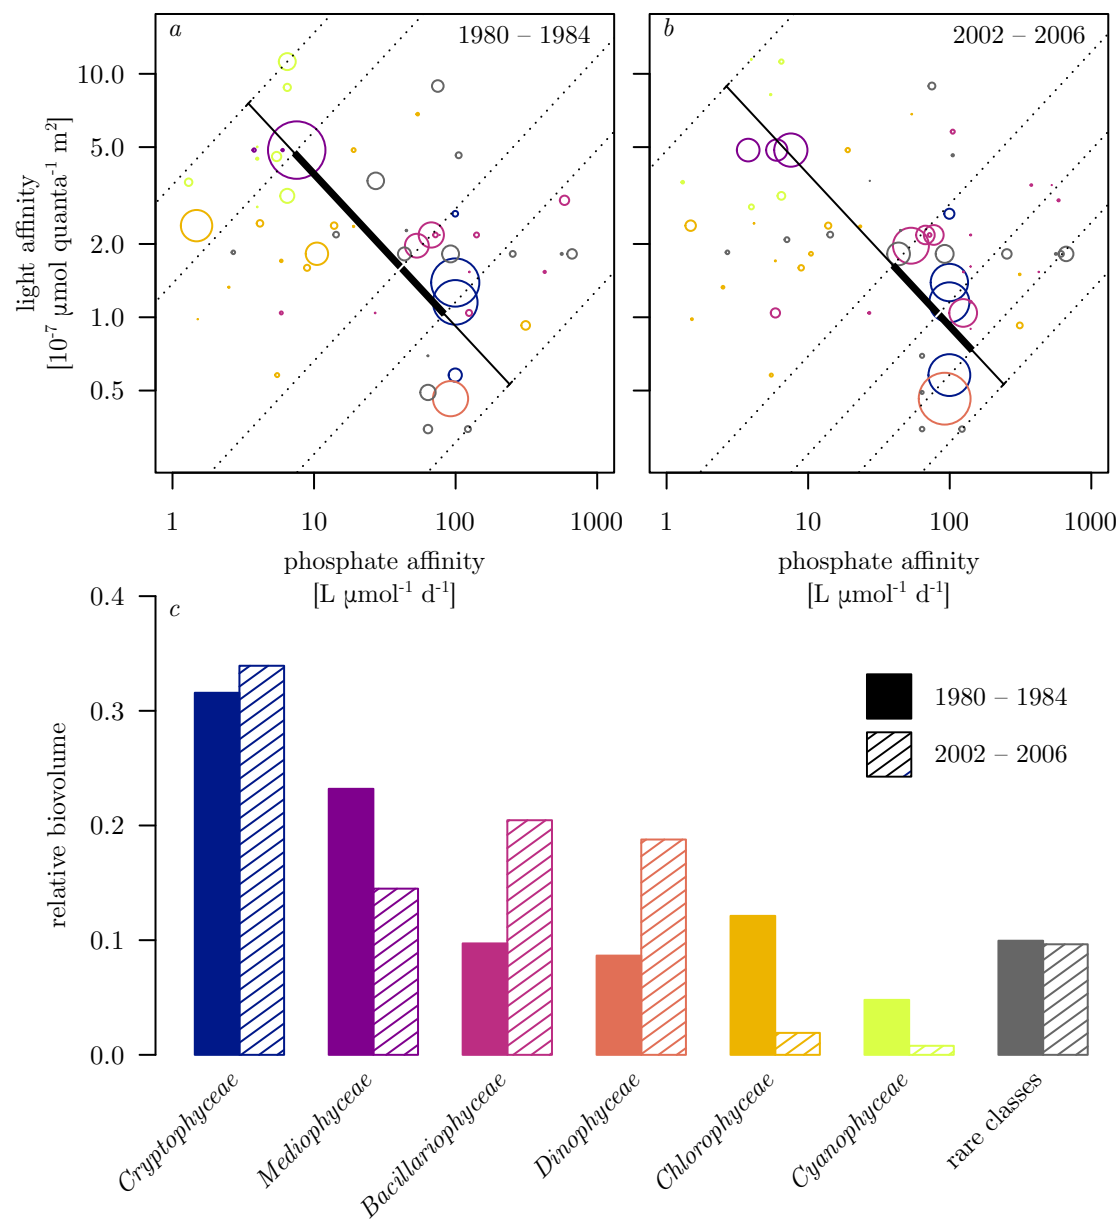 a
1980 – 1984
b
2002 – 2006
10.0
5.0
2.0
1.0
0.5
light affinity
[10⁻⁷ μmol quanta⁻¹ m²]
1
10
100
1000
1
10
100
1000
phosphate affinity
[L μmol⁻¹ d⁻¹]
phosphate affinity
[L μmol⁻¹ d⁻¹]
c
0.4
0.3
0.2
0.1
0.0
relative biovolume
1980 – 1984
2002 – 2006
Cryptophyceae
Mediophyceae
Bacillariophyceae
Dinophyceae
Chlorophyceae
Cyanophyceae
rare classes